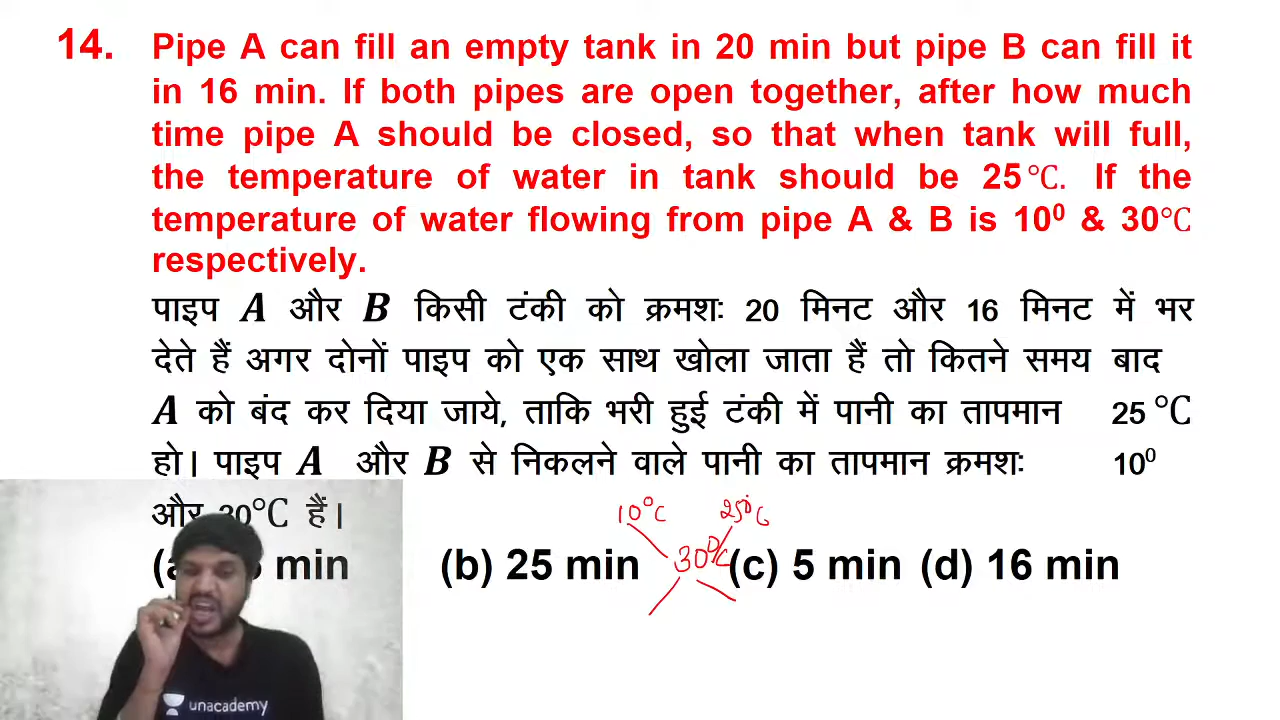 14. Pipe A can fill an empty tank in 20 min but pipe B can fill it
in 16 min. If both pipes are open together, after how much
time pipe A should be closed, so that when tank will full,
the temperature of water in tank should be 25 °C. If the
temperature of water flowing from pipe A & B is 10⁰ & 30°C
respectively.
पाइप A और B किसी टंकी को क्रमशः 20 मिनट और 16 मिनट में भर
देते हैं अगर दोनों पाइप को एक साथ खोला जाता हैं तो कितने समय बाद
A को बंद कर दिया जाये, ताकि भरी हुई टंकी में पानी का तापमान 25 °C
हो। पाइप A और B से निकलने वाले पानी का तापमान क्रमशः 10⁰
और 30°C हैं।
10°C 25°C
30°C
min (b) 25 min (c) 5 min (d) 16 min
unacademy